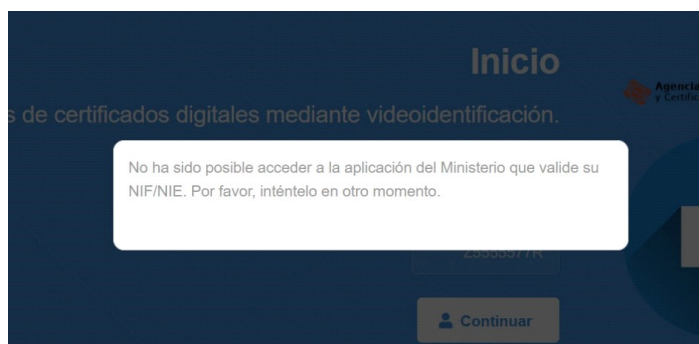 Inicio
Agencia
y Certific
s de certificados digitales mediante videoidentificación.
No ha sido posible acceder a la aplicación del Ministerio que valide su
NIF/NIE. Por favor, inténtelo en otro momento.
Z5555577R
Continuar